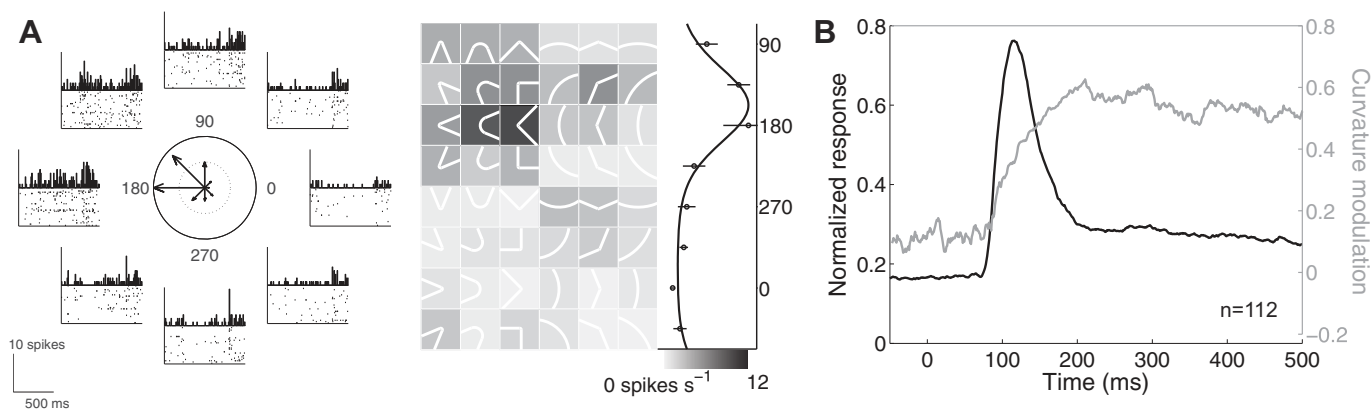 A
90
180
0
270
10 spikes
500 ms
90
180
270
0
0 spikes s⁻¹ 12
B
Normalized response
0.8
0.6
0.4
0.2
0
0 100 200 300 400 500
Time (ms)
n=112
0.8
0.6
0.4
0.2
0
−0.2
Curvature modulation